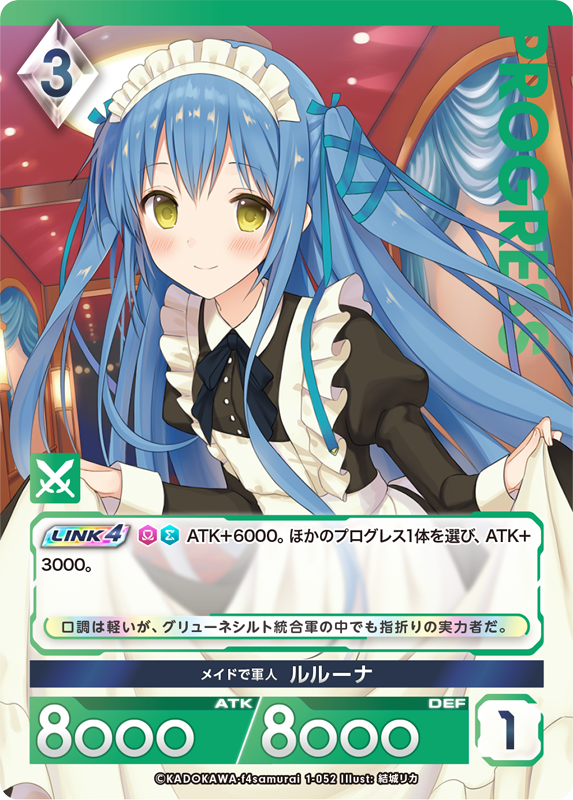 3
PROGRESS
LINK4 Ω Σ ATK+6000。ほかのプログレス1体を選び、ATK+
3000。
口調は軽いが、グリューネシルト統合軍の中でも指折りの実力者だ。
メイドで軍人 ルルーナ
ATK DEF
8000 8000 1
©KADOKAWA-f4samurai 1-052 Illust: 結城リカ